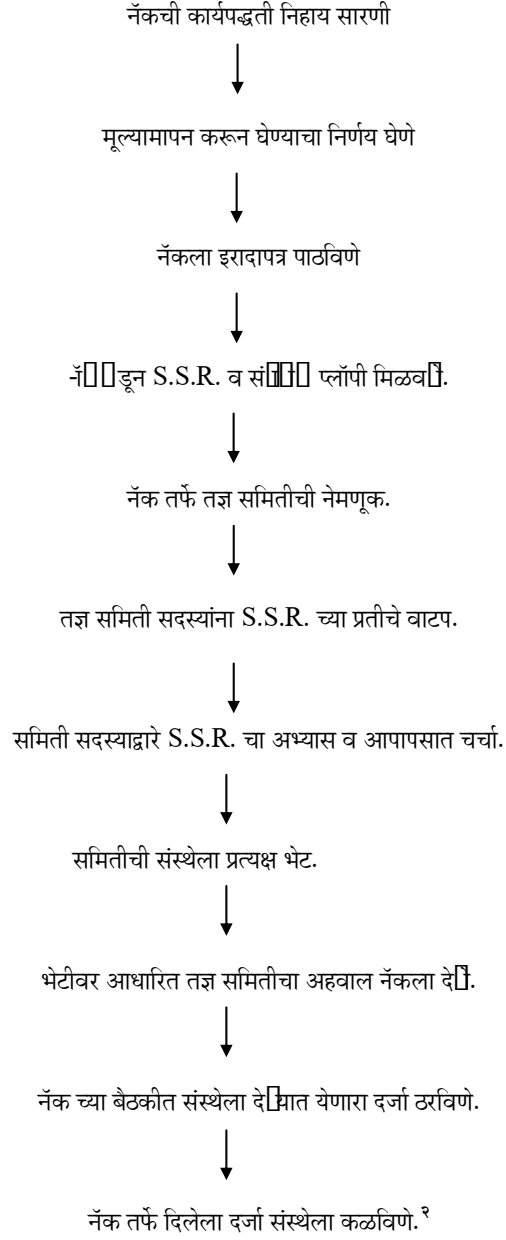 नॅकची कार्यपद्धती निहाय सारणी
मूल्यामापन करून घेण्याचा निर्णय घेणे
नॅकला इरादापत्र पाठविणे
S.S.R. व प्लॉपी
नॅक तर्फे तज्ञ समितीची नेमणूक.
तज्ञ समिती सदस्यांना S.S.R. च्या प्रतीचे वाटप.
समिती सदस्याद्वारे S.S.R. चा अभ्यास व आपापसात चर्चा.
समितीची संस्थेला प्रत्यक्ष भेट.
भेटीवर आधारित तज्ञ समितीचा अहवाल नॅकला
नॅक च्या बैठकीत संस्थेला येणारा दर्जा ठरविणे.
नॅक तर्फे दिलेला दर्जा संस्थेला कळविणे.२